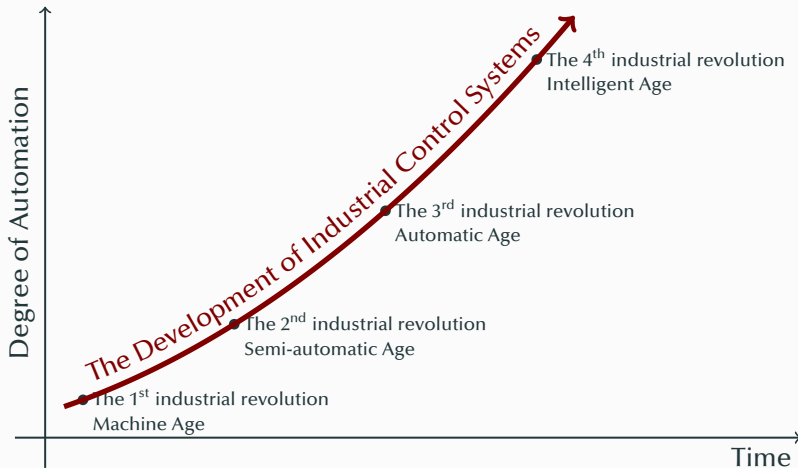 Degree of Automation
The Development of Industrial Control Systems
The 4th industrial revolution
Intelligent Age
The 3rd industrial revolution
Automatic Age
The 2nd industrial revolution
Semi-automatic Age
The 1st industrial revolution
Machine Age
Time